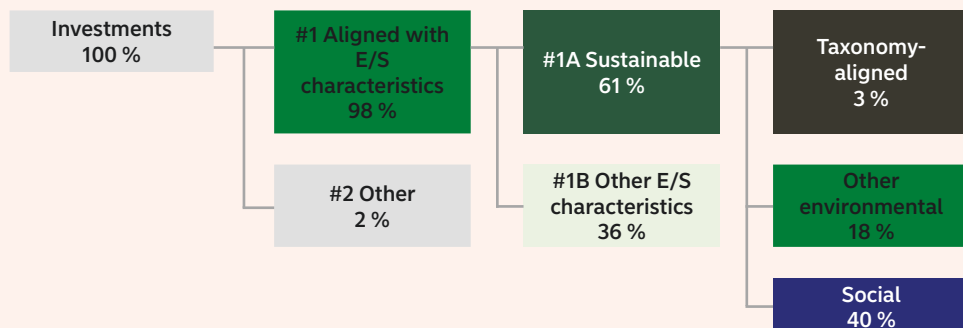 Investments
100 %
#1 Aligned with
E/S
characteristics
98 %
#1A Sustainable
61 %
Taxonomy-
aligned
3 %
#2 Other
2 %
#1B Other E/S
characteristics
36 %
Other
environmental
18 %
Social
40 %